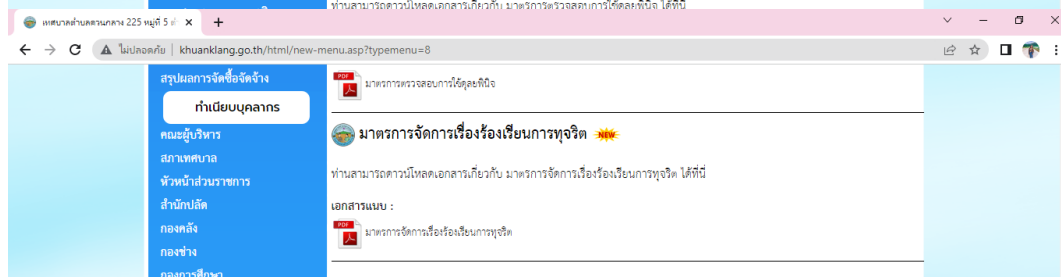 ท่านสามารถดาวน์โหลดเอกสารเกี่ยวกับ มาตรการตรวจสอบการใช้ดุลยพินิจ ได้ที่นี่
เทศบาลตำบลควนกลาง 225 หมู่ที่ 5
ไม่ปลอดภัย khuanklang.go.th/html/new-menu.asp?typemenu=8
สรุปผลการจัดซื้อจัดจ้าง
ทำเนียบบุคลากร
คณะผู้บริหาร
สภาเทศบาล
หัวหน้าส่วนราชการ
สำนักปลัด
กองคลัง
กองช่าง
กองการศึกษา
PDF มาตรการตรวจสอบการใช้ดุลยพินิจ
มาตรการจัดการเรื่องร้องเรียนการทุจริต NEW
ท่านสามารถดาวน์โหลดเอกสารเกี่ยวกับ มาตรการจัดการเรื่องร้องเรียนการทุจริต ได้ที่นี่
เอกสารแนบ :
PDF มาตรการจัดการเรื่องร้องเรียนการทุจริต